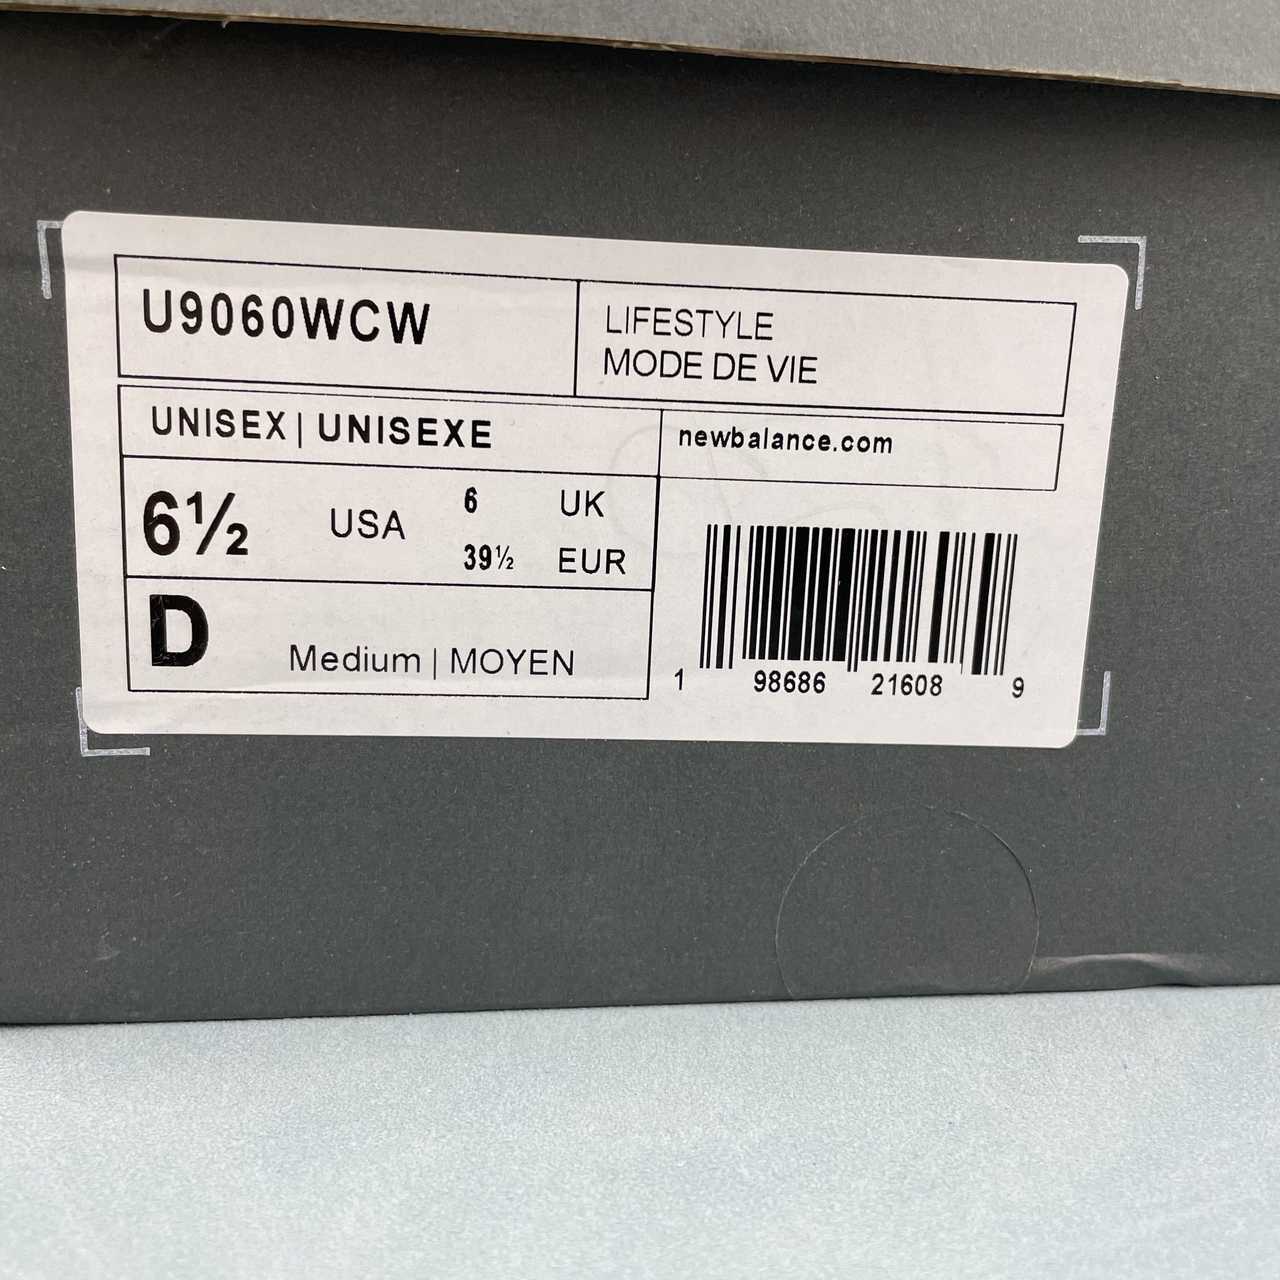 U9060WCW
LIFESTYLE
MODE DE VIE
UNISEX | UNISEXE
newbalance.com
6½ USA 6 UK
39½ EUR
D Medium | MOYEN
1 98686 21608 9